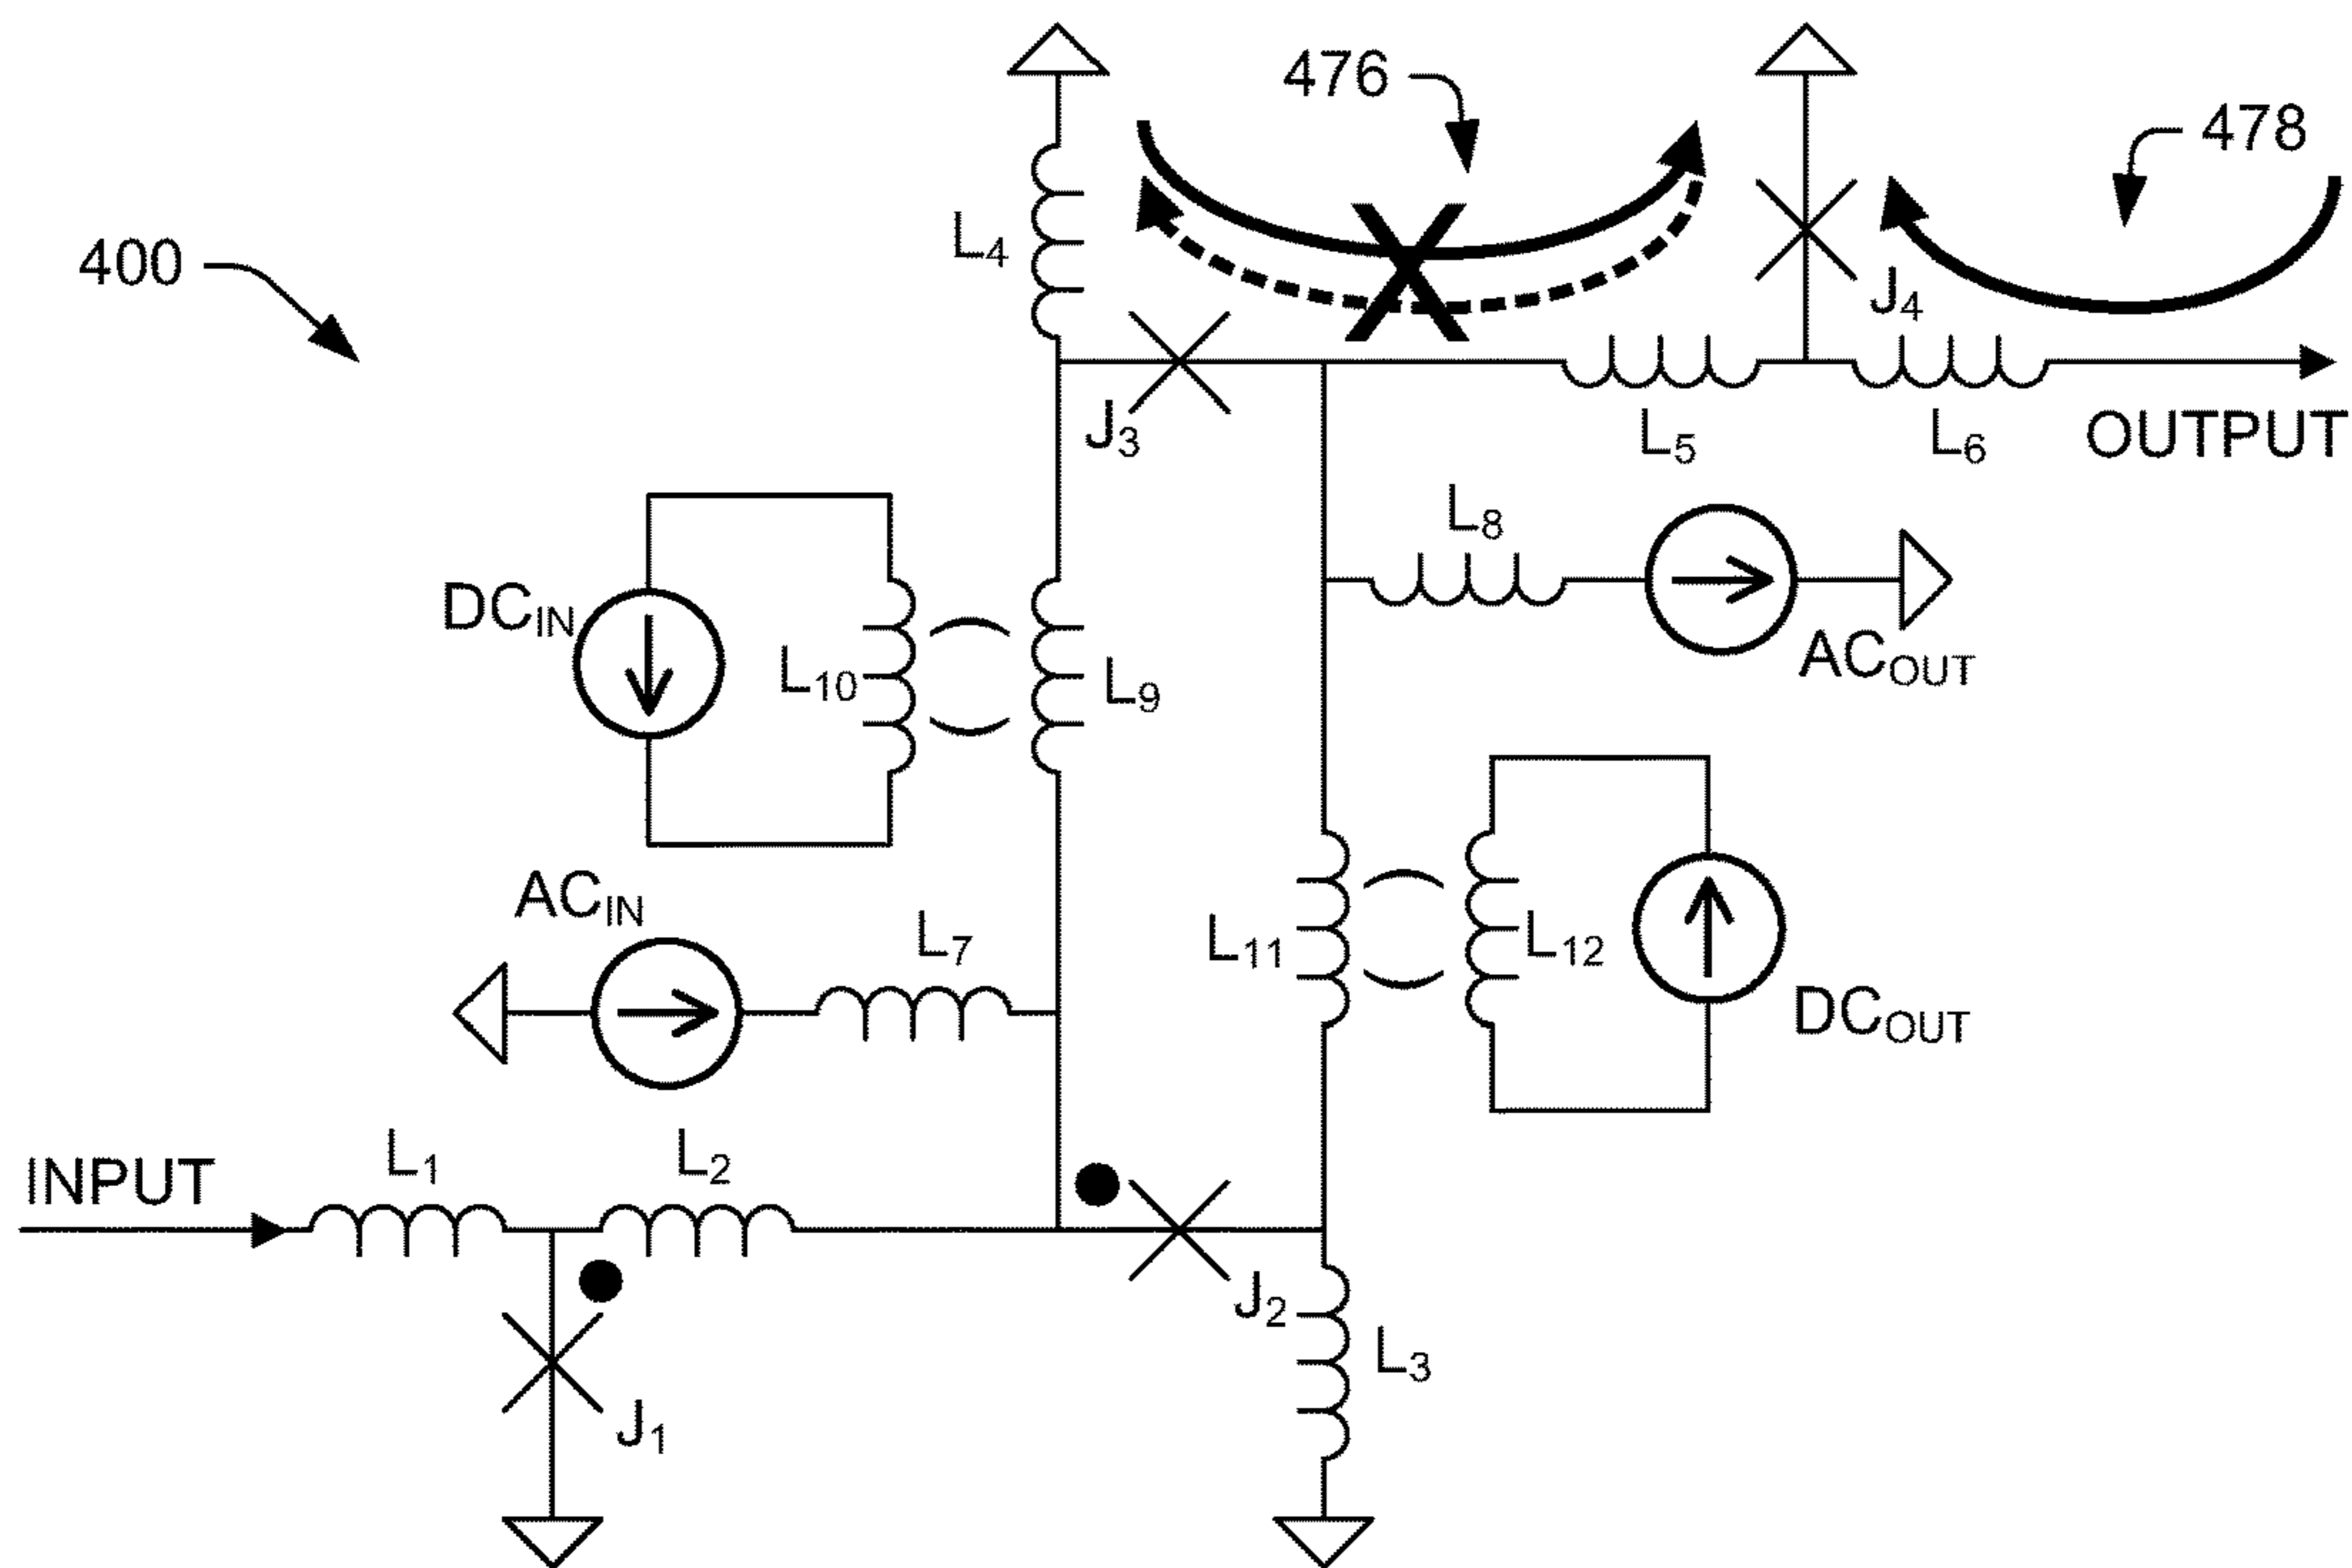 476
478
400
L4
J4
J3
L5
L6
OUTPUT
L8
DCIN
L10
L9
ACOUT
ACIN
L7
L11
L12
DCOUT
INPUT
L1
L2
J2
L3
J1